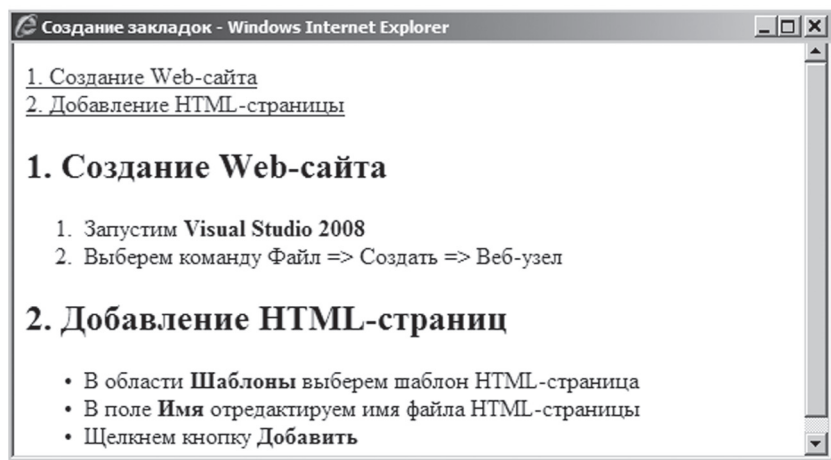 Создание закладок - Windows Internet Explorer
1. Создание Web-сайта
2. Добавление HTML-страницы
1. Создание Web-сайта
1. Запустим Visual Studio 2008
2. Выберем команду Файл => Создать => Веб-узел
2. Добавление HTML-страниц
• В области Шаблоны выберем шаблон HTML-страница
• В поле Имя отредактируем имя файла HTML-страницы
• Щелкнем кнопку Добавить